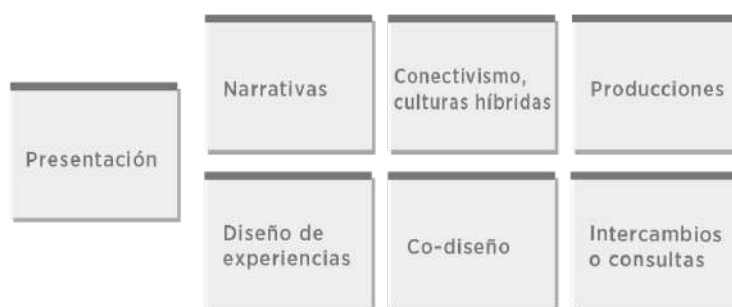 Presentación
Narrativas
Conectivismo,
culturas híbridas
Producciones
Diseño de
experiencias
Co-diseño
Intercambios
o consultas